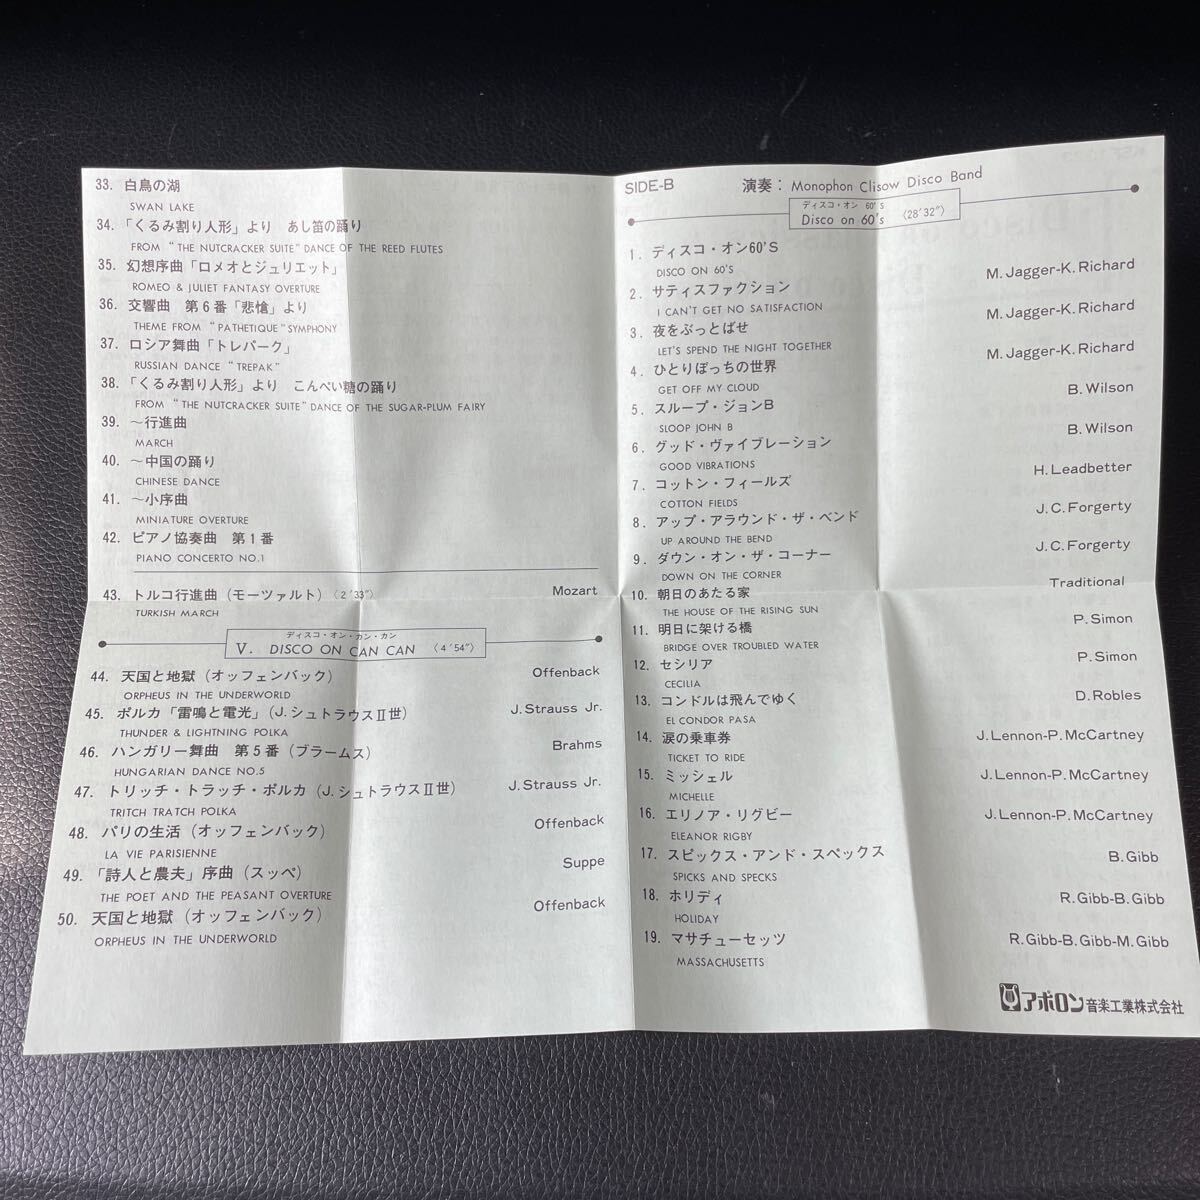 33. 白鳥の湖
SWAN LAKE
34.「くるみ割り人形」より あし笛の踊り
FROM "THE NUTCRACKER SUITE" DANCE OF THE REED FLUTES
35. 幻想序曲「ロメオとジュリエット」
ROMEO & JULIET FANTASY OVERTURE
36. 交響曲 第6番「悲愴」より
THEME FROM "PATHETIQUE" SYMPHONY
37. ロシア舞曲「トレパーク」
RUSSIAN DANCE "TREPAK"
38.「くるみ割り人形」より こんぺい糖の踊り
FROM "THE NUTCRACKER SUITE" DANCE OF THE SUGAR-PLUM FAIRY
39. ～行進曲
MARCH
40. ～中国の踊り
CHINESE DANCE
41. ～小序曲
MINIATURE OVERTURE
42. ピアノ協奏曲 第1番
PIANO CONCERTO NO.1
43. トルコ行進曲（モーツァルト）〈2′33″〉 Mozart
TURKISH MARCH
ディスコ・オン・カン・カン
V. DISCO ON CAN CAN 〈4′54″〉
44. 天国と地獄（オッフェンバック） Offenback
ORPHEUS IN THE UNDERWORLD
45. ポルカ「雷鳴と電光」（J.シュトラウスⅡ世） J.Strauss Jr.
THUNDER & LIGHTNING POLKA
46. ハンガリー舞曲 第5番（ブラームス） Brahms
HUNGARIAN DANCE NO.5
47. トリッチ・トラッチ・ポルカ（J.シュトラウスⅡ世） J.Strauss Jr.
TRITCH TRATCH POLKA
48. パリの生活（オッフェンバック） Offenback
LA VIE PARISIENNE
49.「詩人と農夫」序曲（スッペ） Suppe
THE POET AND THE PEASANT OVERTURE
50. 天国と地獄（オッフェンバック） Offenback
ORPHEUS IN THE UNDERWORLD
SIDE-B 演奏：Monophon Clisow Disco Band
ディスコ・オン 60'S
Disco on 60's 〈28′32″〉
1. ディスコ・オン60'S
DISCO ON 60'S
2. サティスファクション M. Jagger-K. Richard
I CAN'T GET NO SATISFACTION
3. 夜をぶっとばせ M. Jagger-K. Richard
LET'S SPEND THE NIGHT TOGETHER
4. ひとりぼっちの世界 M. Jagger-K. Richard
GET OFF MY CLOUD
5. スループ・ジョンB B. Wilson
SLOOP JOHN B
6. グッド・ヴァイブレーション B. Wilson
GOOD VIBRATIONS
7. コットン・フィールズ H. Leadbetter
COTTON FIELDS
8. アップ・アラウンド・ザ・ベンド J. C. Forgerty
UP AROUND THE BEND
9. ダウン・オン・ザ・コーナー J. C. Forgerty
DOWN ON THE CORNER
10. 朝日のあたる家 Traditional
THE HOUSE OF THE RISING SUN
11. 明日に架ける橋 P. Simon
BRIDGE OVER TROUBLED WATER
12. セシリア P. Simon
CECILIA
13. コンドルは飛んでゆく D. Robles
EL CONDOR PASA
14. 涙の乗車券 J. Lennon-P. McCartney
TICKET TO RIDE
15. ミッシェル J. Lennon-P. McCartney
MICHELLE
16. エリノア・リグビー J. Lennon-P. McCartney
ELEANOR RIGBY
17. スピックス・アンド・スペックス B. Gibb
SPICKS AND SPECKS
18. ホリディ R. Gibb-B. Gibb
HOLIDAY
19. マサチューセッツ R. Gibb-B. Gibb-M. Gibb
MASSACHUSETTS
アポロン音楽工業株式会社